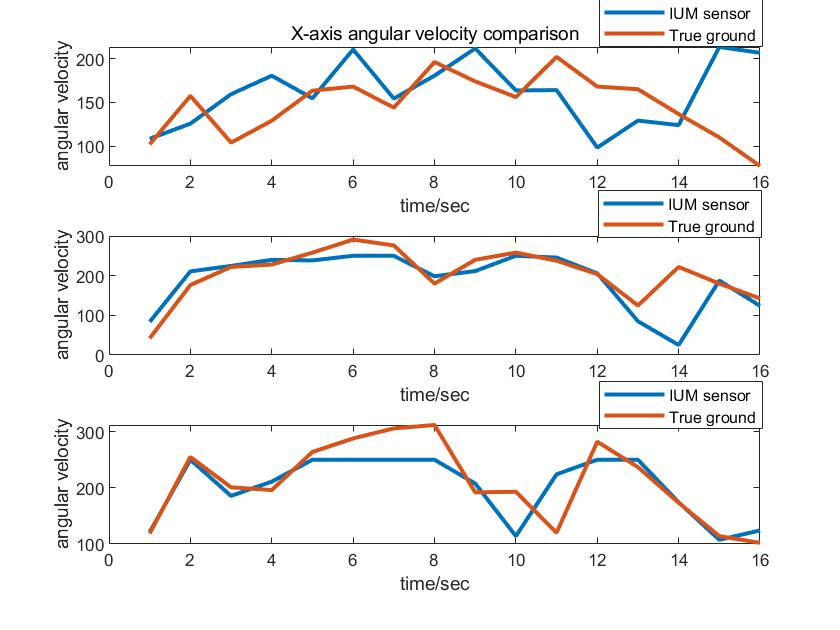 X-axis angular velocity comparison
IUM sensor
True ground
angular velocity
200
150
100
0 2 4 6 8 10 12 14 16
time/sec
IUM sensor
True ground
angular velocity
300
200
100
0
0 2 4 6 8 10 12 14 16
time/sec
IUM sensor
True ground
angular velocity
300
200
100
0 2 4 6 8 10 12 14 16
time/sec